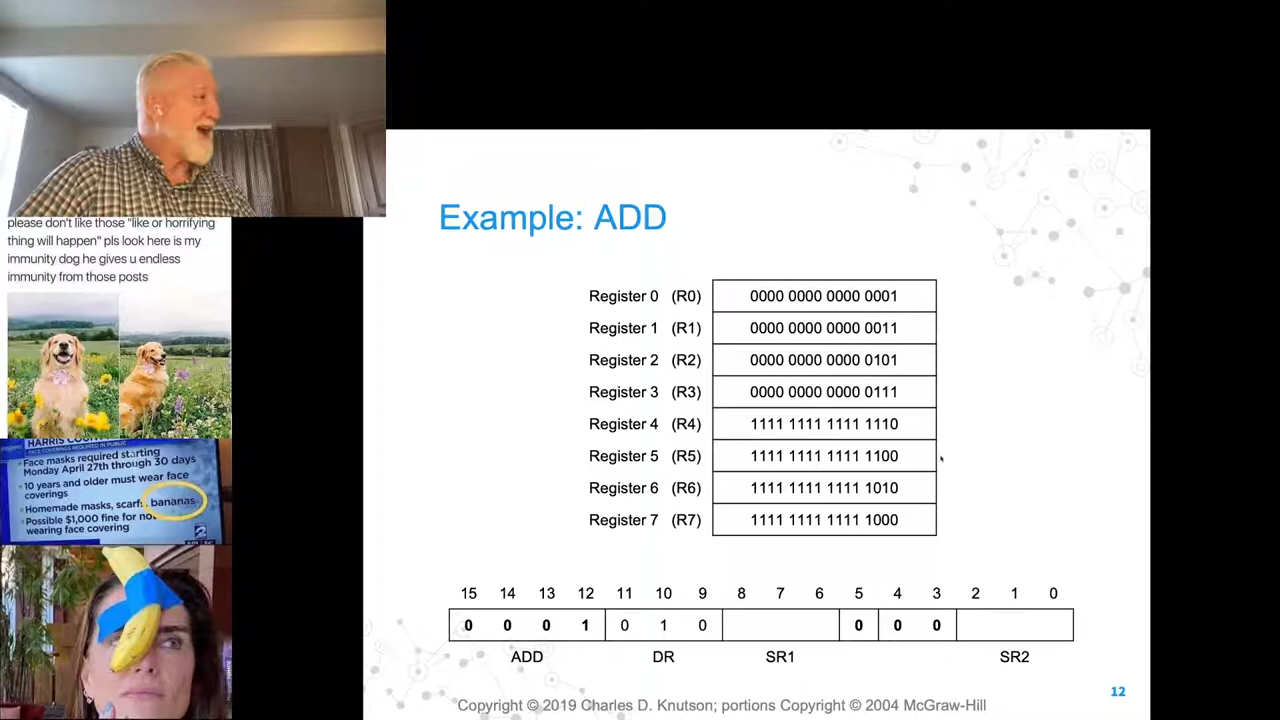 please don't like those "like or horrifying
thing will happen" pls look here is my
immunity dog he gives u endless
immunity from those posts
HARRIS
FACE COVERINGS REQUIRED IN PUBLIC
Face masks required starting
Monday April 27th through 30 days
10 years and older must wear face
coverings
Homemade masks, scarfs, bananas
Possible $1,000 fine for not
wearing face covering
2
Example: ADD
Register 0 (R0) 0000 0000 0000 0001
Register 1 (R1) 0000 0000 0000 0011
Register 2 (R2) 0000 0000 0000 0101
Register 3 (R3) 0000 0000 0000 0111
Register 4 (R4) 1111 1111 1111 1110
Register 5 (R5) 1111 1111 1111 1100
Register 6 (R6) 1111 1111 1111 1010
Register 7 (R7) 1111 1111 1111 1000
15 14 13 12 11 10 9 8 7 6 5 4 3 2 1 0
0 0 0 1 0 1 0 0 0 0
ADD DR SR1 SR2
12
Copyright © 2019 Charles D. Knutson; portions Copyright © 2004 McGraw-Hill